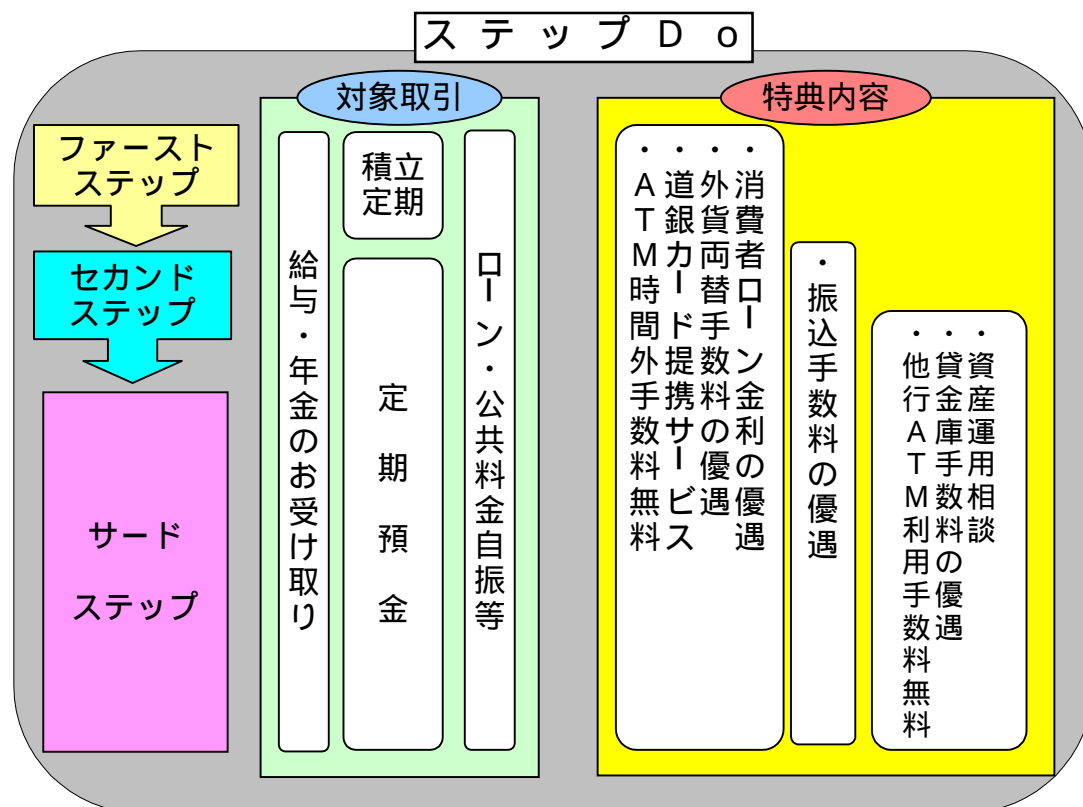 ステップDo
対象取引
特典内容
ファースト
ステップ
セカンド
ステップ
サード
ステップ
給与・年金のお受け取り
積立
定期
定期預金
ローン・公共料金自振等
・消費者ローン金利の優遇
・外貨両替手数料の優遇
・道銀カード提携サービス
・ATM時間外手数料無料
・振込手数料の優遇
・資産運用相談
・貸金庫手数料の優遇
・他行ATM利用手数料無料